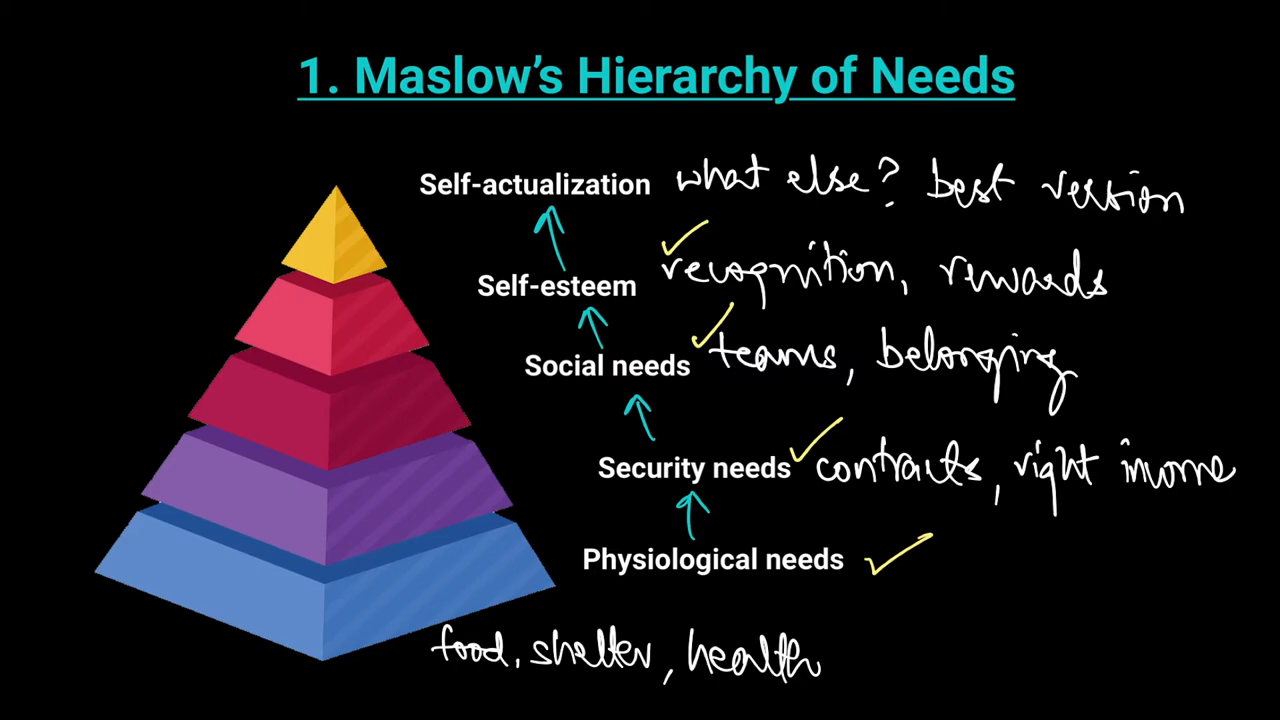 1. Maslow's Hierarchy of Needs
Self-actualization what else? best version
Self-esteem recognition, rewards
Social needs teams, belonging
Security needs contracts, right income
Physiological needs
food, shelter, health